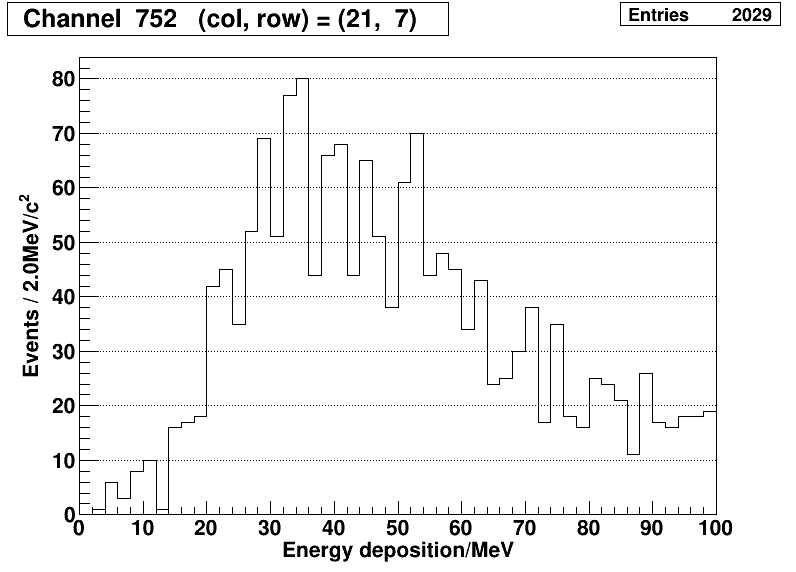 Channel 752 (col, row) = (21, 7)
Entries 2029
Events / 2.0MeV/c²
80
70
60
50
40
30
20
10
0
0 10 20 30 40 50 60 70 80 90 100
Energy deposition/MeV